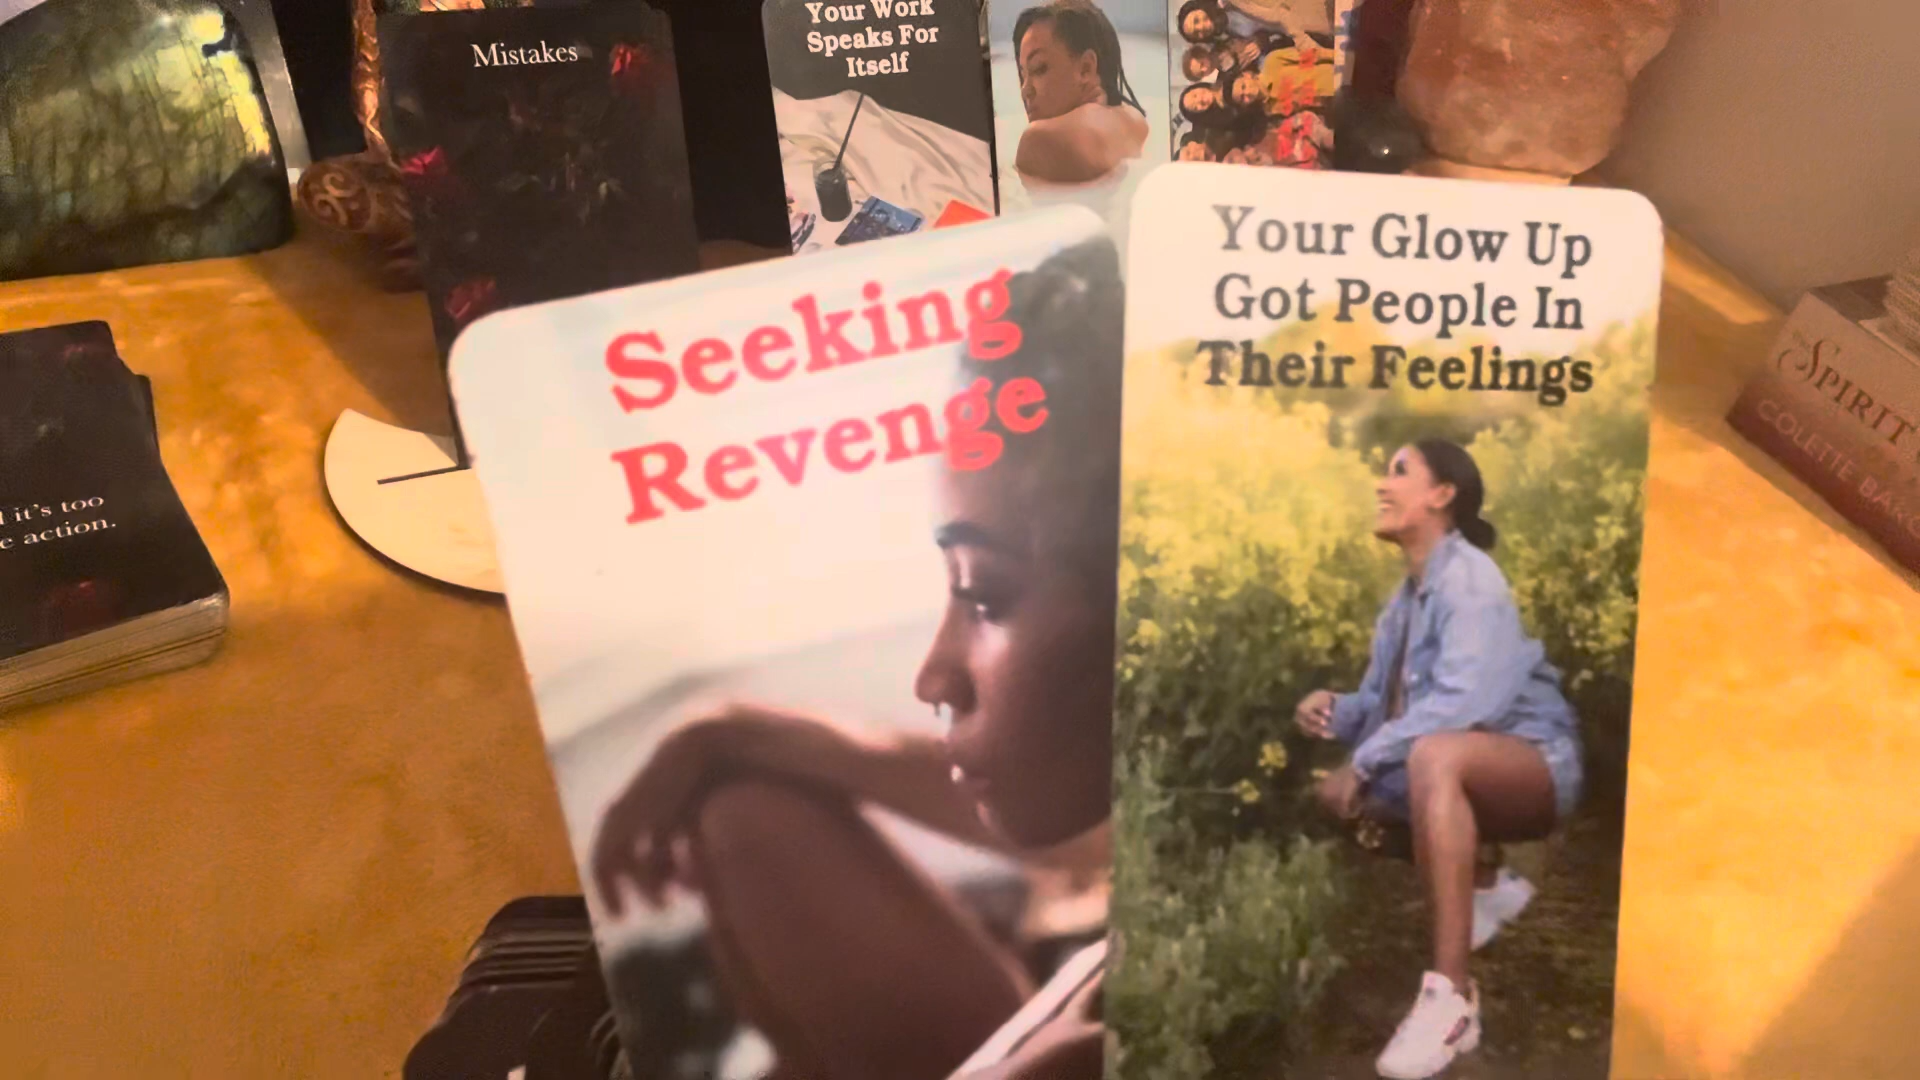 Mistakes
Your Work
Speaks For
Itself
Seeking
Revenge
Your Glow Up
Got People In
Their Feelings
it's too
action.
SPIRIT
COLETTE